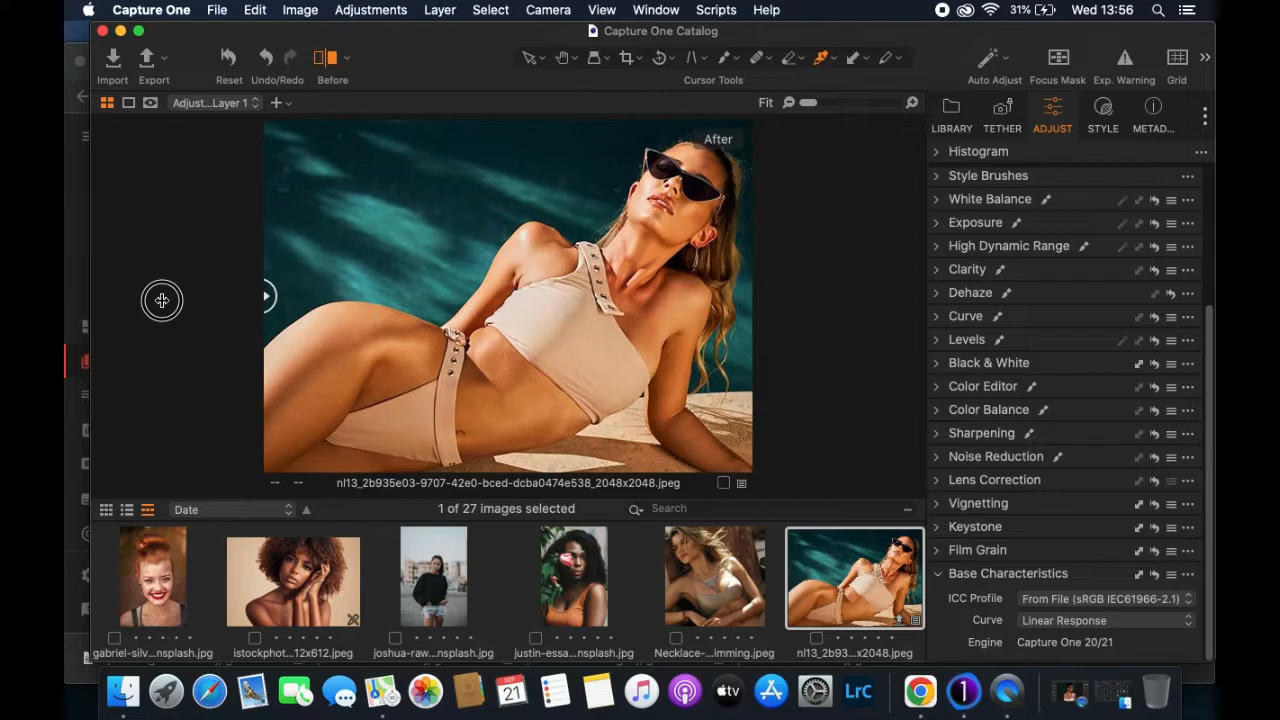 Capture One File Edit Image Adjustments Layer Select Camera View Window Scripts Help 31% Wed 13:56
Capture One Catalog
Import Export Reset Undo/Redo Before Cursor Tools Auto Adjust Focus Mask Exp. Warning Grid
Adjust...Layer 1 Fit
LIBRARY TETHER ADJUST STYLE METAD...
After
Histogram
Style Brushes
White Balance
Exposure
High Dynamic Range
Clarity
Dehaze
Curve
Levels
Black & White
Color Editor
Color Balance
Sharpening
Noise Reduction
Lens Correction
Vignetting
Keystone
Film Grain
Base Characteristics
ICC Profile From File (sRGB IEC61966-2.1)
Curve Linear Response
Engine Capture One 20/21
-- -- nl13_2b935e03-9707-42e0-bced-dcba0474e538_2048x2048.jpeg
Date 1 of 27 images selected Search
gabriel-silv...nsplash.jpg istockphot...12x612.jpeg joshua-raw...nsplash.jpg justin-essa...nsplash.jpg Necklace-...imming.jpeg nl13_2b93...x2048.jpeg
SEP
21
tv
LrC
1